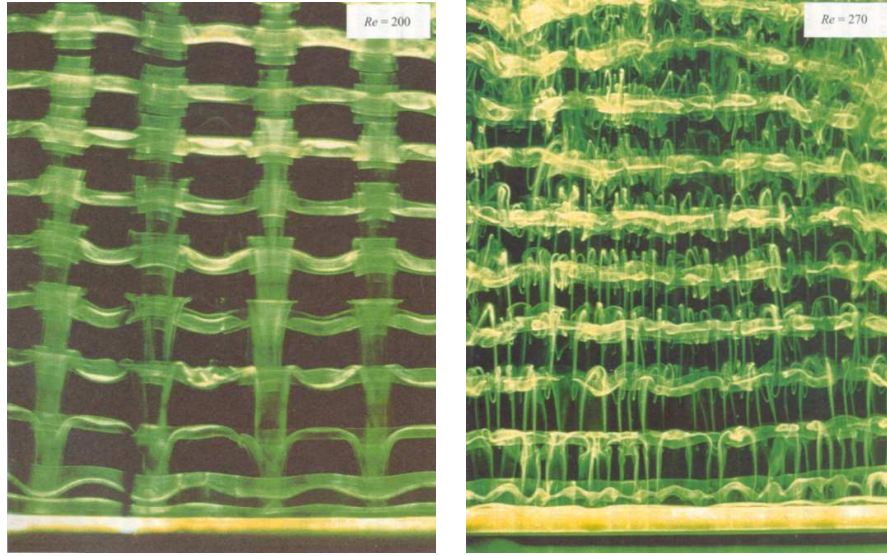 Re = 200
Re = 270